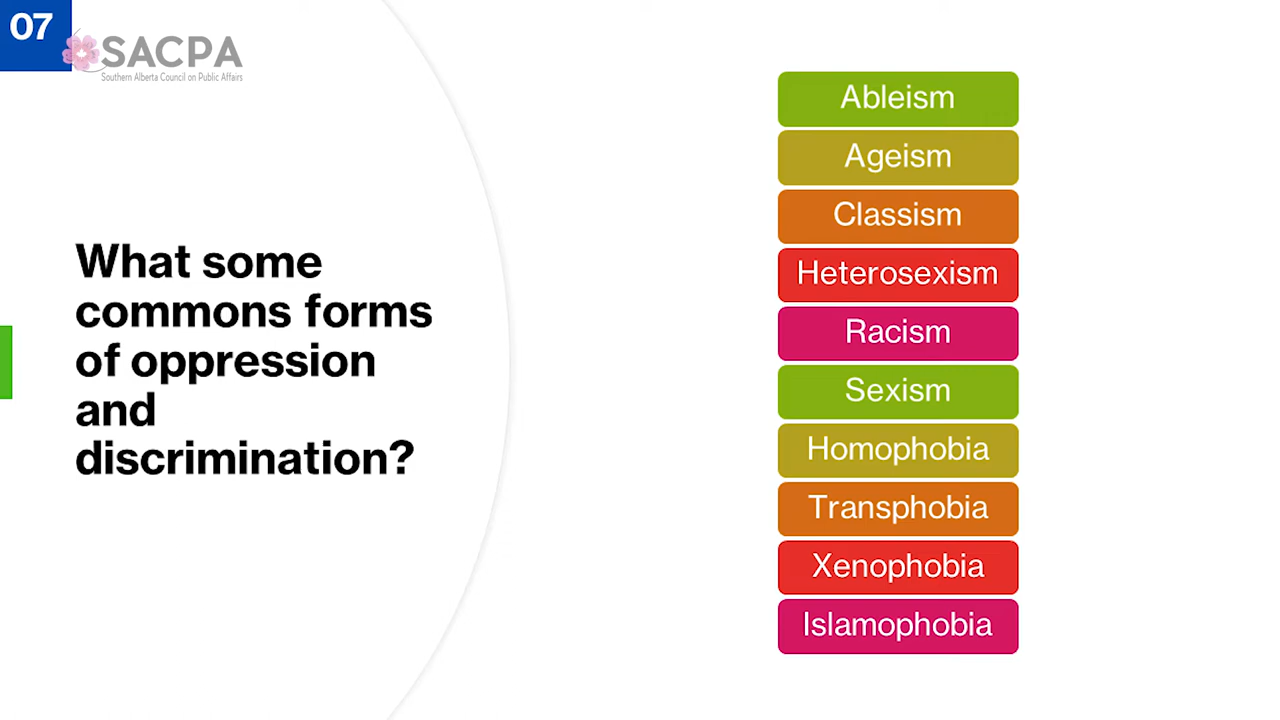 07
SACPA
Southern Alberta Council on Public Affairs
What some
commons forms
of oppression
and
discrimination?
Ableism
Ageism
Classism
Heterosexism
Racism
Sexism
Homophobia
Transphobia
Xenophobia
Islamophobia